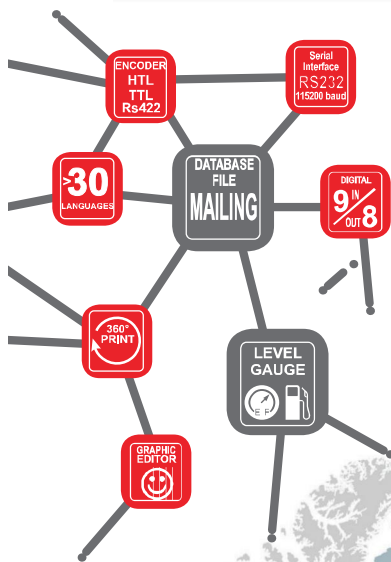 ENCODER
HTL
TTL
Rs422
Serial
Interface
RS232
115200 baud
>30
LANGUAGES
DATABASE
FILE
MAILING
DIGITAL
9 IN
OUT 8
360°
PRINT
LEVEL
GAUGE
E F
GRAPHIC
EDITOR